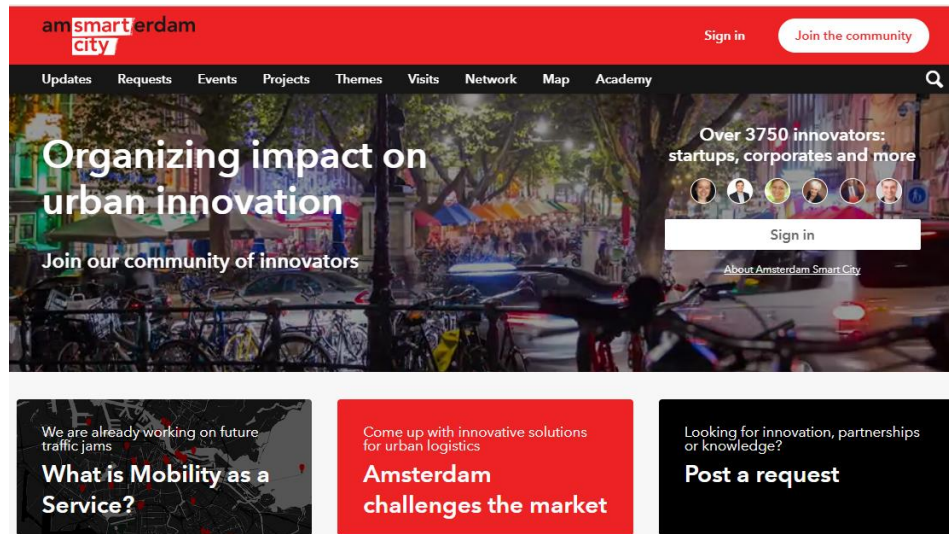 amsmarterdam
city
Sign in
Join the community
Updates Requests Events Projects Themes Visits Network Map Academy
Organizing impact on
urban innovation
Join our community of innovators
Over 3750 innovators:
startups, corporates and more
Sign in
About Amsterdam Smart City
We are already working on future
traffic jams
What is Mobility as a
Service?
Come up with innovative solutions
for urban logistics
Amsterdam
challenges the market
Looking for innovation, partnerships
or knowledge?
Post a request